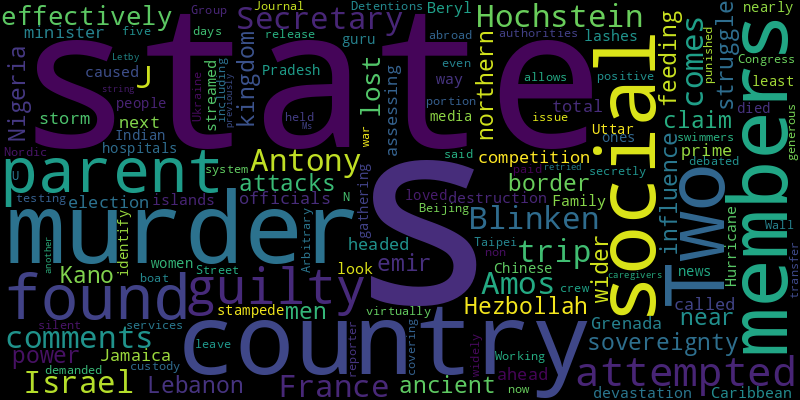 effectively
Secretary
Journal
Detentions
Beryl
Hochstein
northern
comes
struggle
nearly
Group
abroad
authorities
lashes
punished
Congress
minister
five
days
release
guru
state
social
feeding
members
Nigeria
caused
J
Letby
streamed
including
previously
kingdom
Pradesh
lost
assessing
way
even
allows
positive
least
string
Ukraine
people
held
Ms
portion
issue
total
claim
died
storm
next
Indian
hospitals
war
media
said
Uttar
ones
prime
swimmers
generous
Nordic
parent
Antony
system
competition
paid
retried
secretly
debated
U
testing
election
islands
attacks
officials
N
loved
destruction
border
Family
influence
Two
murder
S
gathering
Beijing
Blinken
Hurricane
Wall
another
identify
women
Arbitrary
headed
Taipei
non
trip
wider
news
transfer
Kano
boat
Street
look
emir
Chinese
crew
caregivers
called
found
guilty
Amos
Hezbollah
near
stampede
men
virtually
Grenada
comments
silent
services
country
reporter
covering
widely
Working
sovereignty
power
Jamaica
demanded
custody
leave
ahead
now
attempted
Israel
Lebanon
France
ancient
devastation
Caribbean